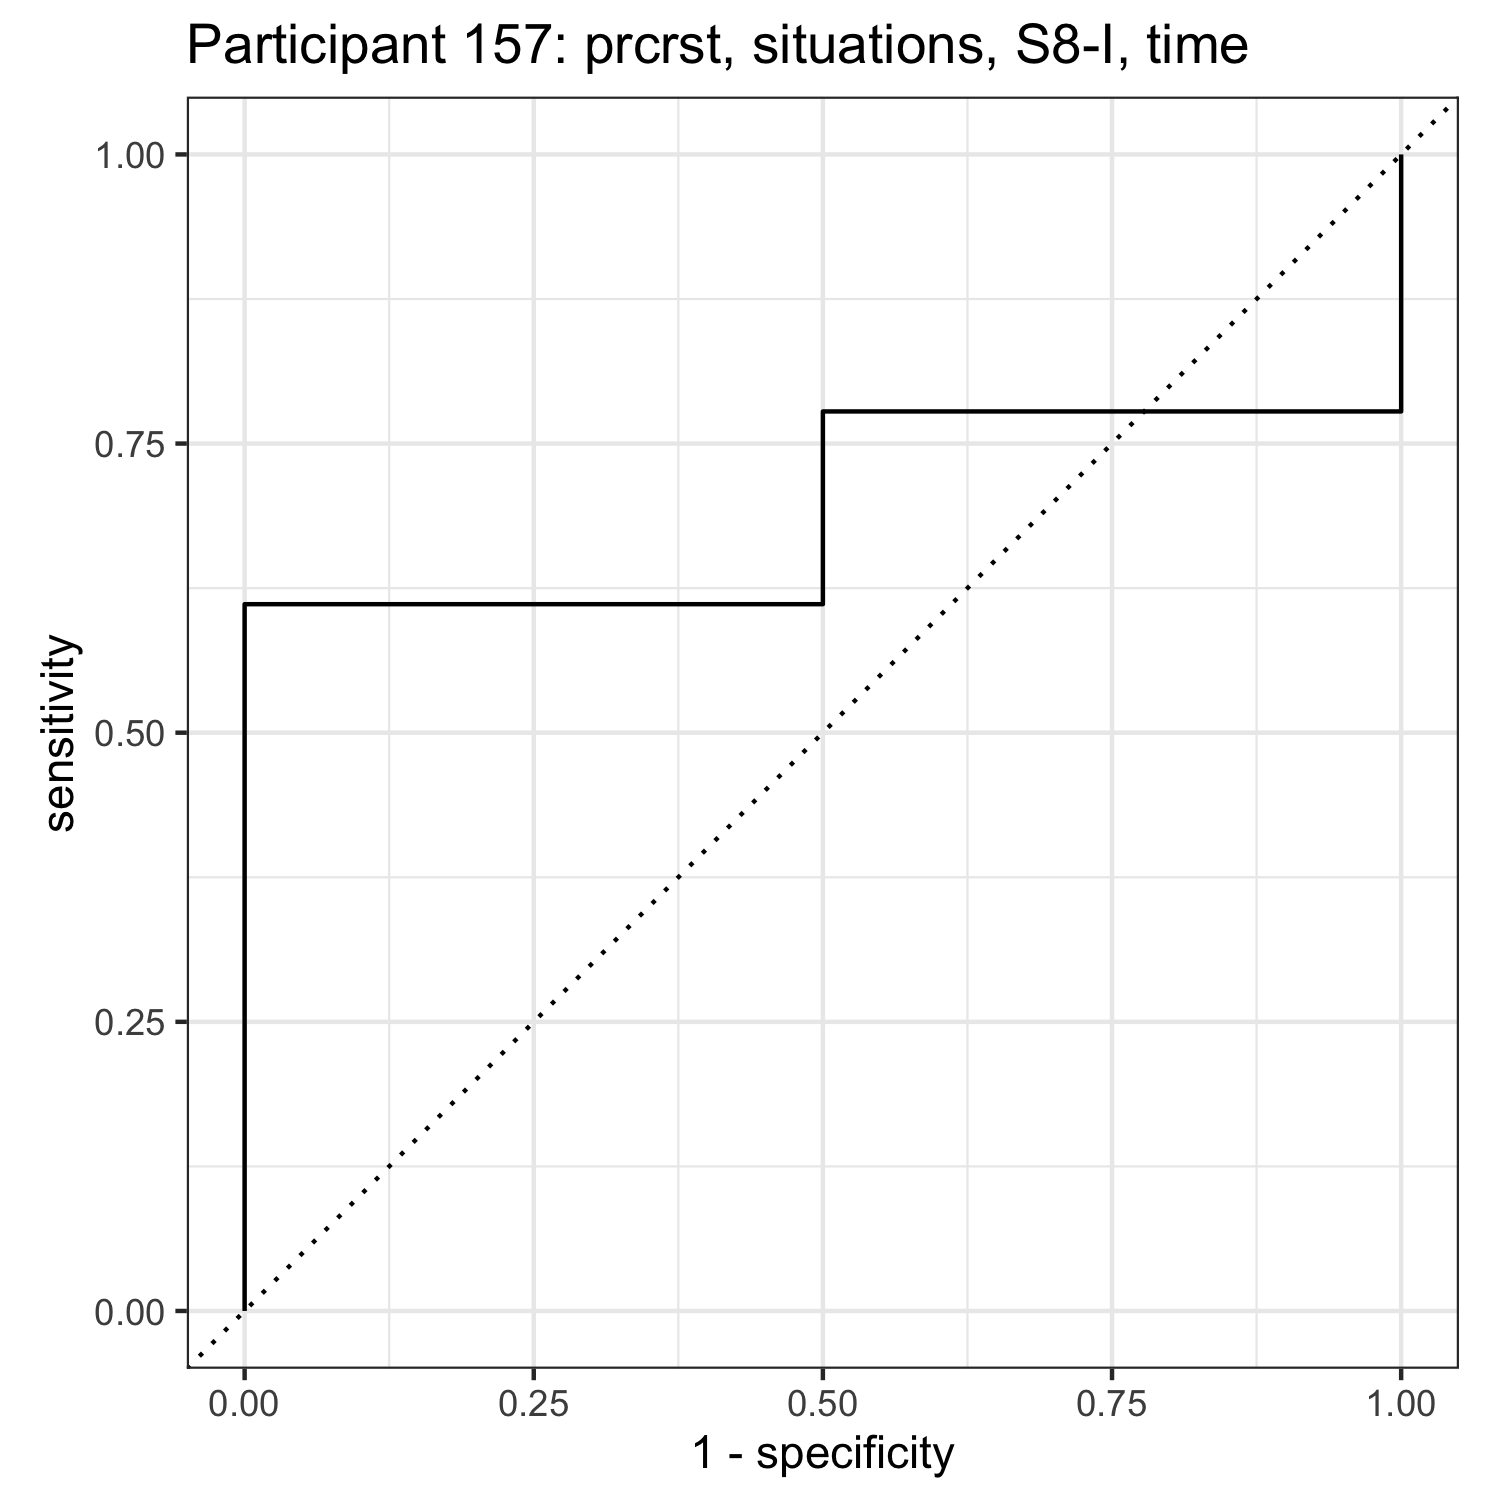 Participant 157: prcrst, situations, S8-I, time
1.00
0.75
0.50
0.25
0.00
sensitivity
0.00 0.25 0.50 0.75 1.00
1 - specificity